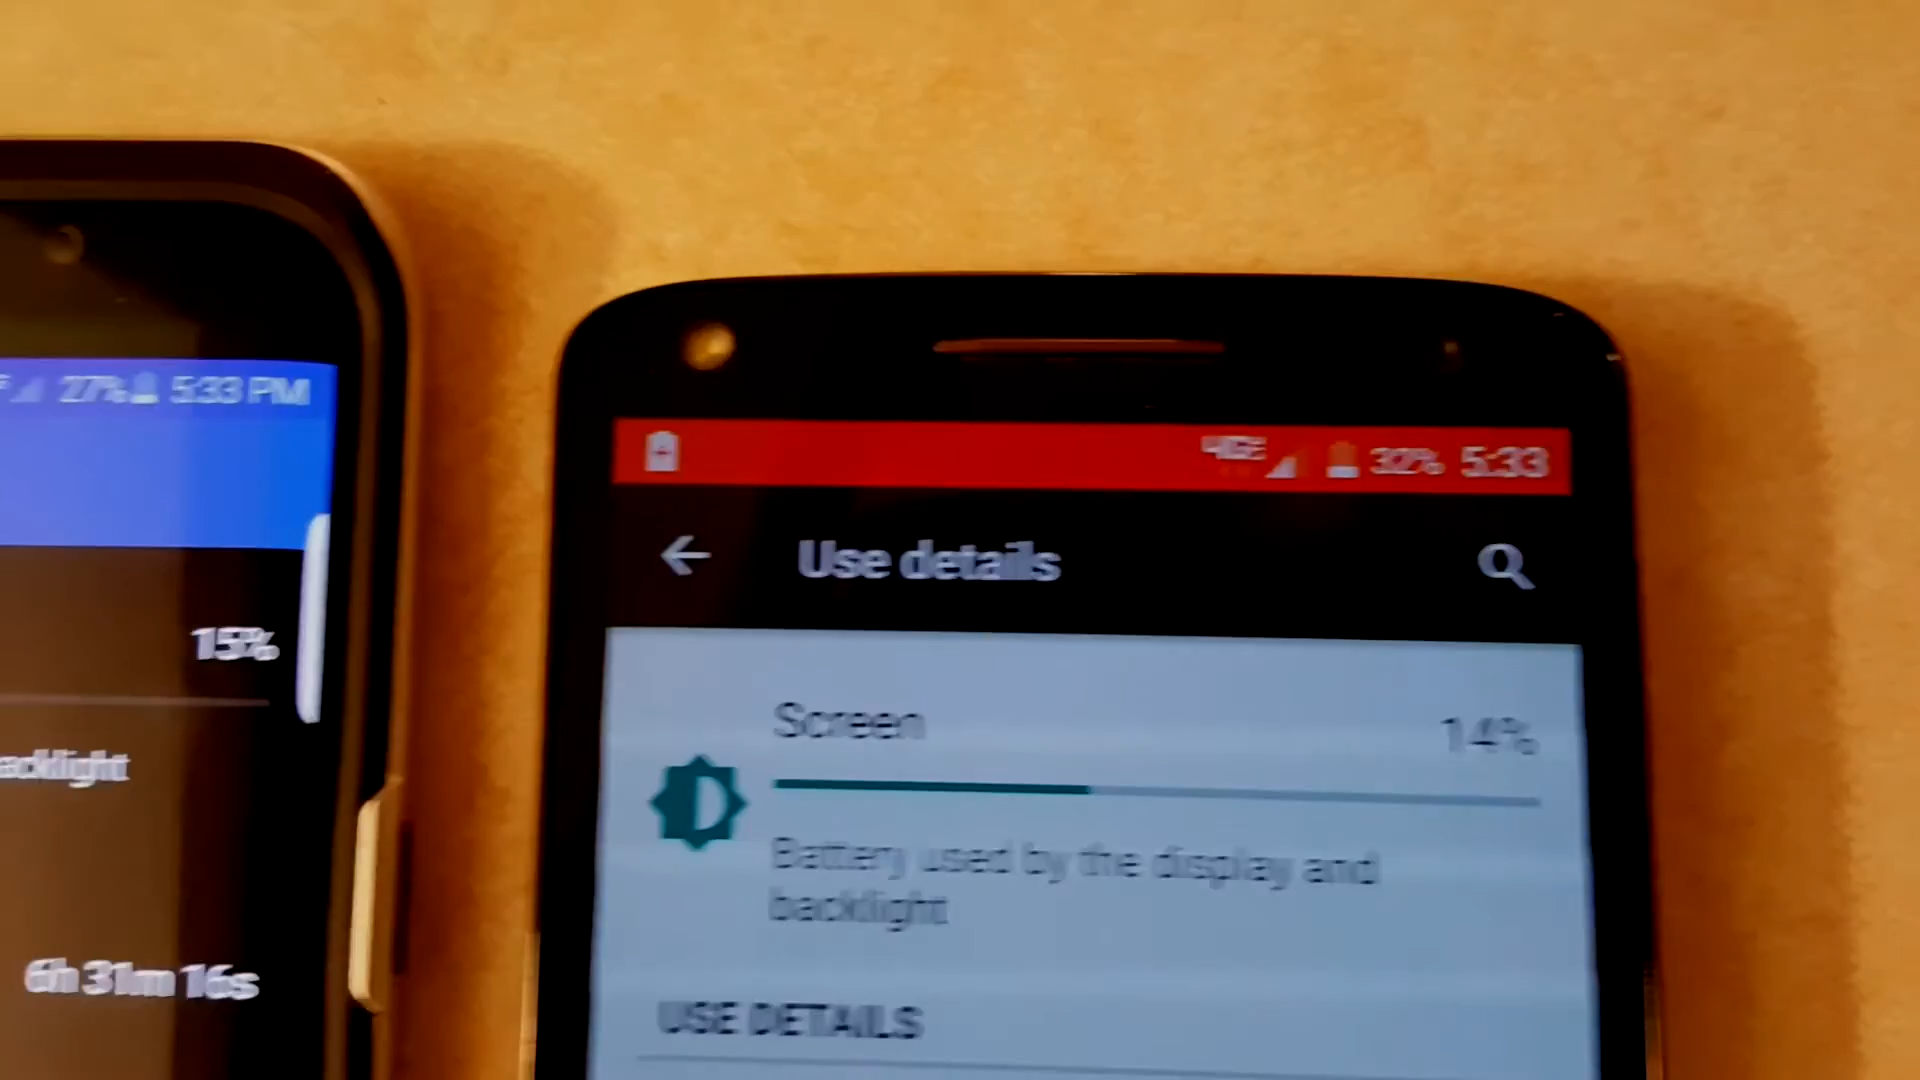 27% 5:33 PM
15%
acklight
6h 31m 16s
4G 32% 5:33
Use details
Screen 14%
Battery used by the display and
backlight
USE DETAILS